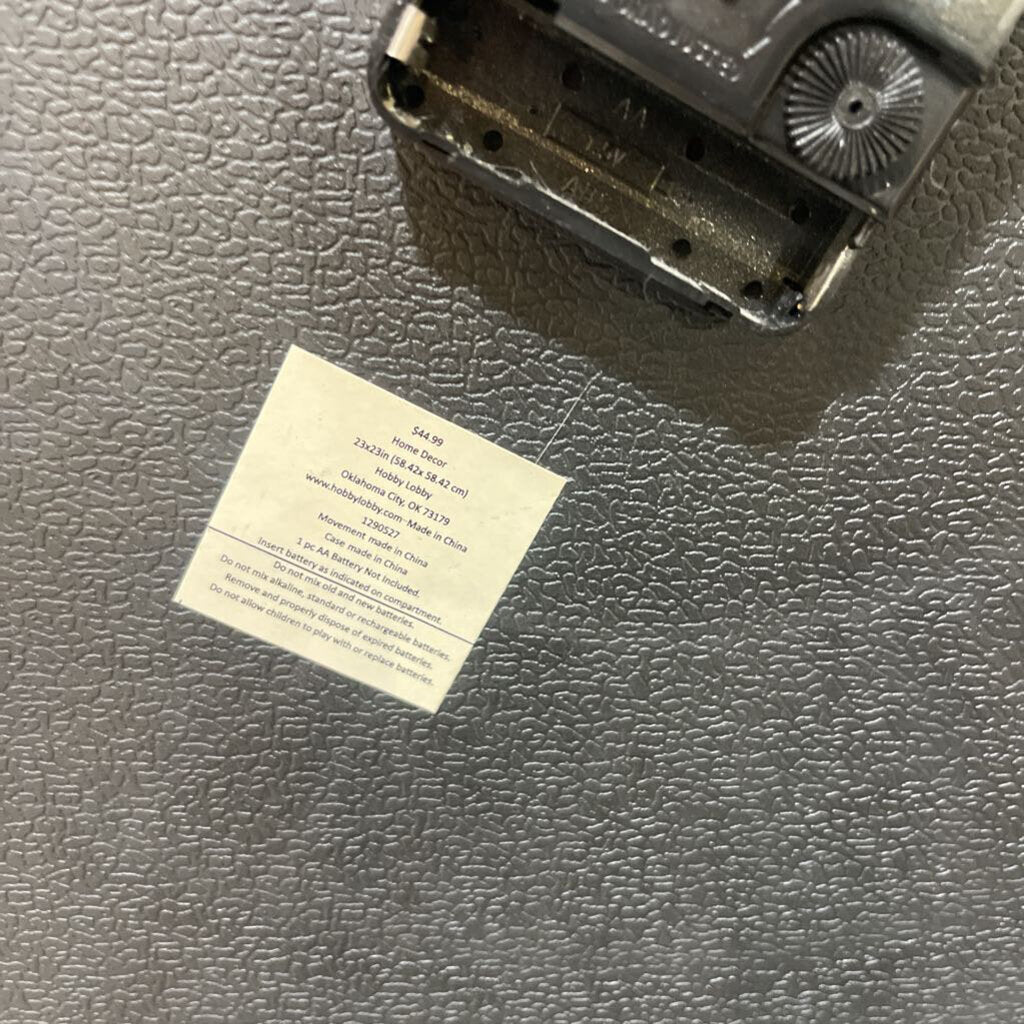 AA
1.5V
$44.99
Home Decor
23x23in (58.42x 58.42 cm)
Hobby Lobby
Oklahoma City, OK 73179
www.hobbylobby.com Made in China
1290527
Movement made in China
Case made in China
1 pc AA Battery Not Included.
Insert battery as indicated on compartment.
Do not mix old and new batteries.
Do not mix alkaline, standard or rechargeable batteries.
Remove and properly dispose of expired batteries.
Do not allow children to play with or replace batteries.